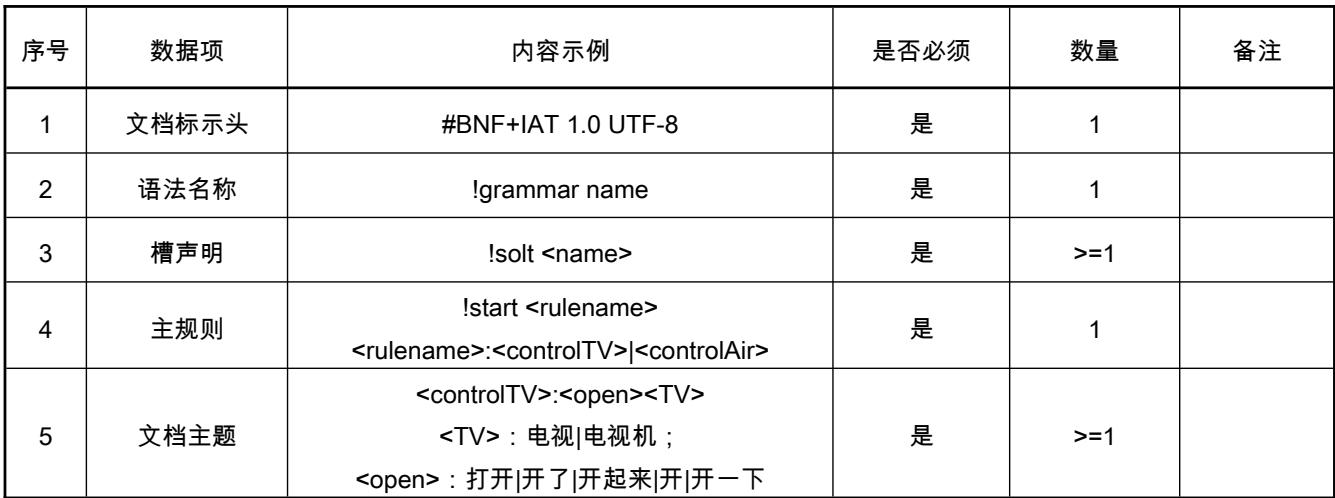 序号 数据项 内容示例 是否必须 数量 备注
1 文档标示头 #BNF+IAT 1.0 UTF-8 是 1
2 语法名称 !grammar name 是 1
3 槽声明 !solt <name> 是 >=1
4 主规则 !start <rulename> 是 1
<rulename>:<controlTV>|<controlAir>
<controlTV>:<open><TV>
5 文档主题 <TV>：电视|电视机； 是 >=1
<open>：打开|开了|开起来|开|开一下